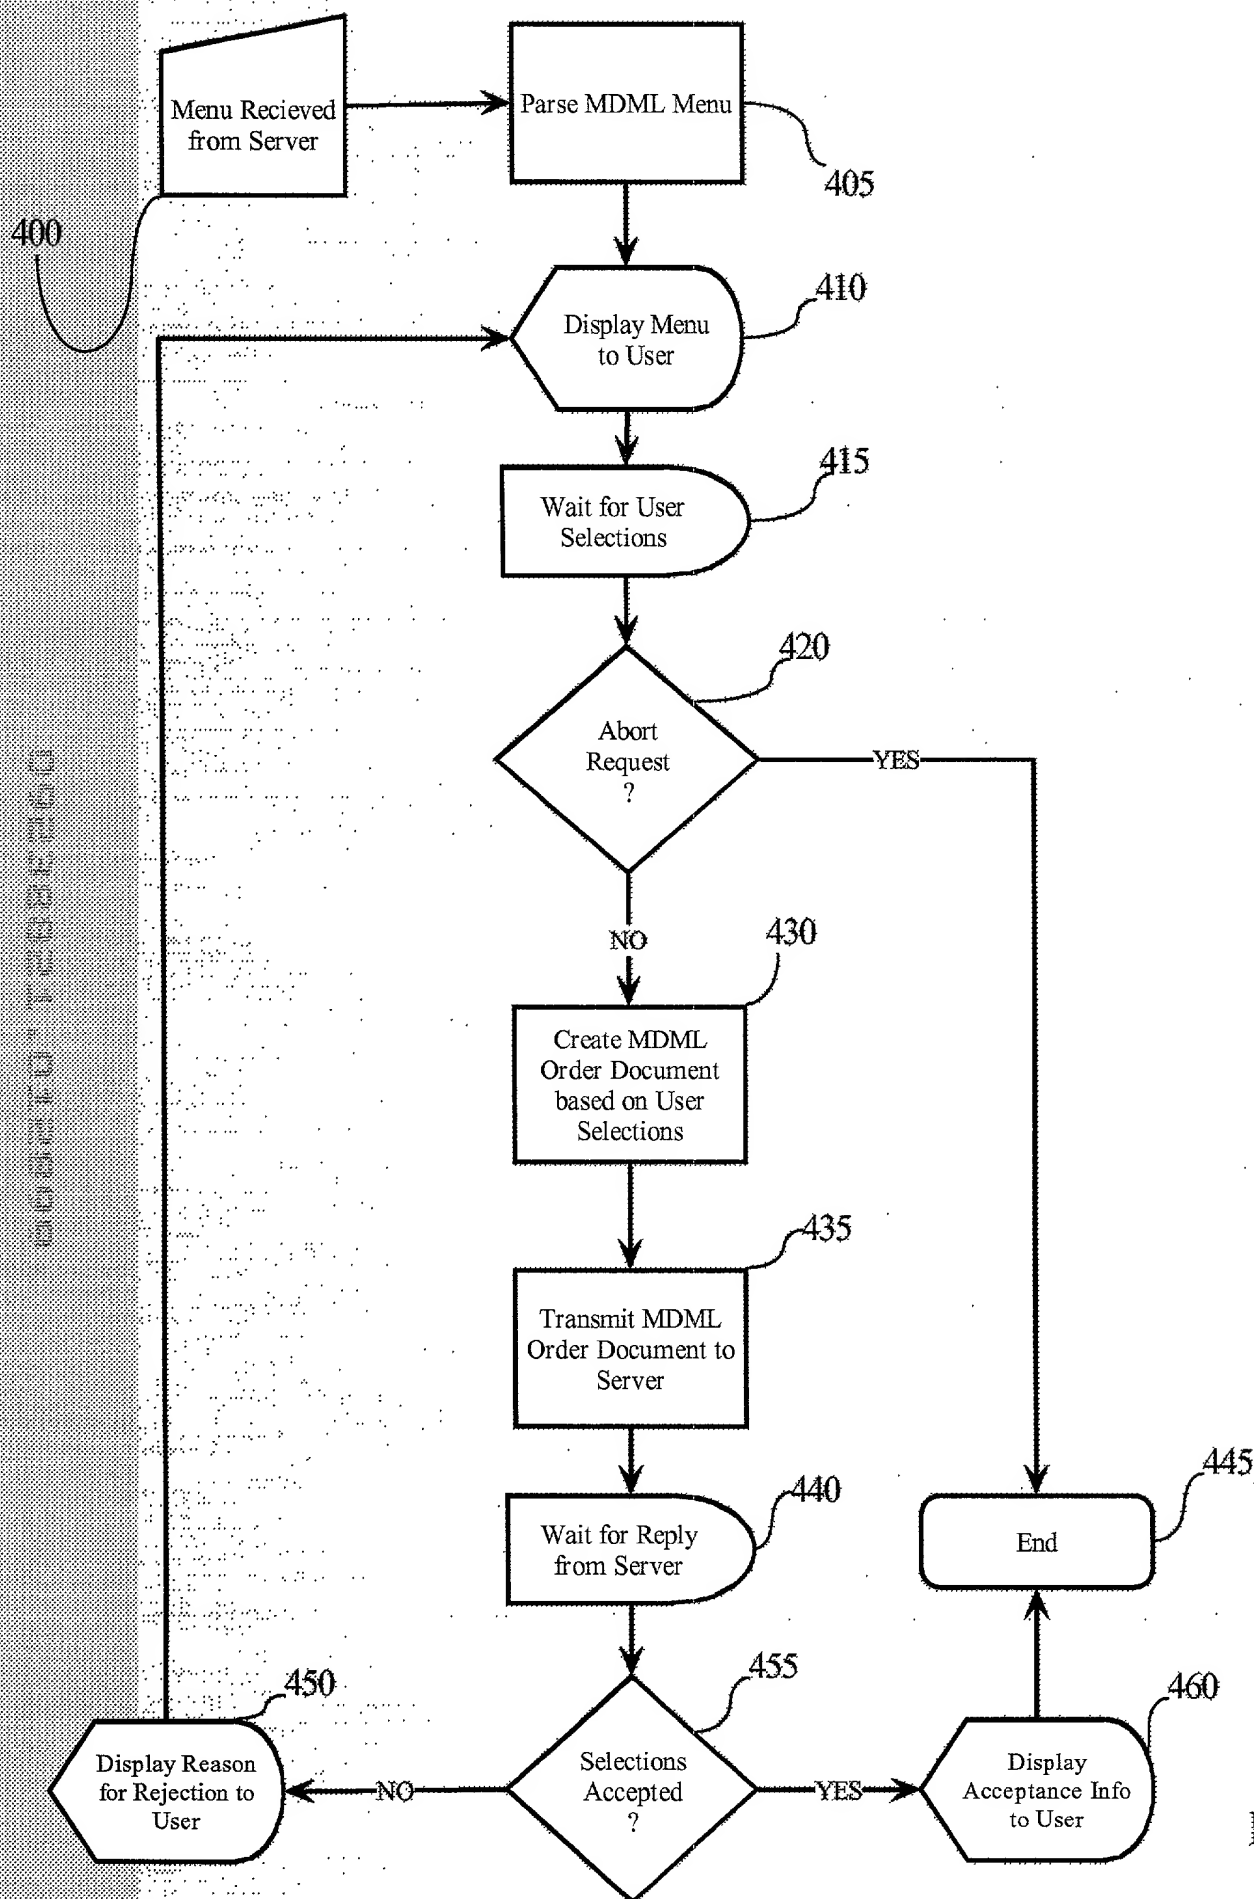 Menu Recieved
from Server
Parse MDML Menu
405
400
410
Display Menu
to User
415
Wait for User
Selections
420
Abort
Request
?
YES
NO
430
Create MDML
Order Document
based on User
Selections
435
Transmit MDML
Order Document to
Server
440
Wait for Reply
from Server
445
End
450
455
460
Display Reason
for Rejection to
User
NO
Selections
Accepted
?
YES
Display
Acceptance Info
to User